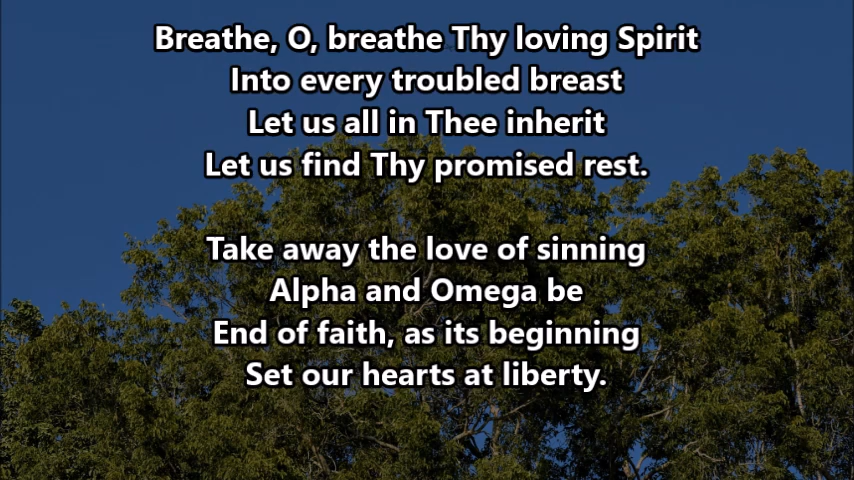 Breathe, O, breathe Thy loving Spirit
Into every troubled breast
Let us all in Thee inherit
Let us find Thy promised rest.
Take away the love of sinning
Alpha and Omega be
End of faith, as its beginning
Set our hearts at liberty.